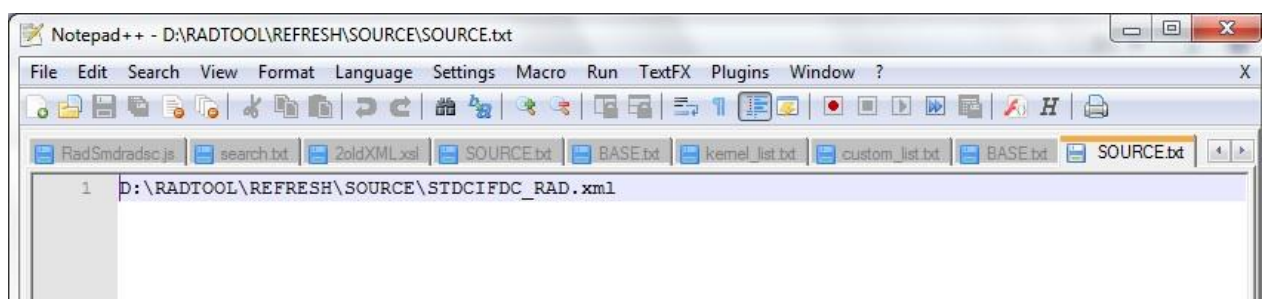 Notepad++ - D:\RADTOOL\REFRESH\SOURCE\SOURCE.txt
File Edit Search View Format Language Settings Macro Run TextFX Plugins Window ? X
RadSmdradsc.js search.txt 2oldXML.xsl SOURCE.txt BASE.txt kernel_list.txt custom_list.txt BASE.txt SOURCE.txt
1 D:\RADTOOL\REFRESH\SOURCE\STDCIFDC_RAD.xml